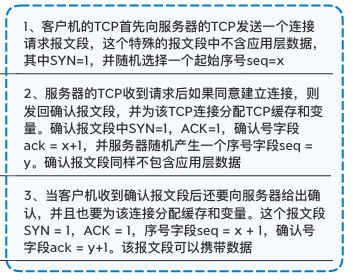 1、客户机的TCP首先向服务器的TCP发送一个连接
请求报文段，这个特殊的报文段中不含应用层数据，
其中SYN=1，并随机选择一个起始序号seq=x
2、服务器的TCP收到请求后如果同意建立连接，则
发回确认报文段，并为该TCP连接分配TCP缓存和变
量。确认报文段中SYN=1，ACK=1，确认号字段
ack = x+1，并服务器随机产生一个序号字段seq =
y。确认报文段同样不包含应用层数据
3、当客户机收到确认报文段后还要向服务器给出确
认，并且也要为该连接分配缓存和变量。这个报文段
SYN = 1，ACK = 1，序号字段seq = x + 1，确认号
字段ack = y+1。该报文段可以携带数据